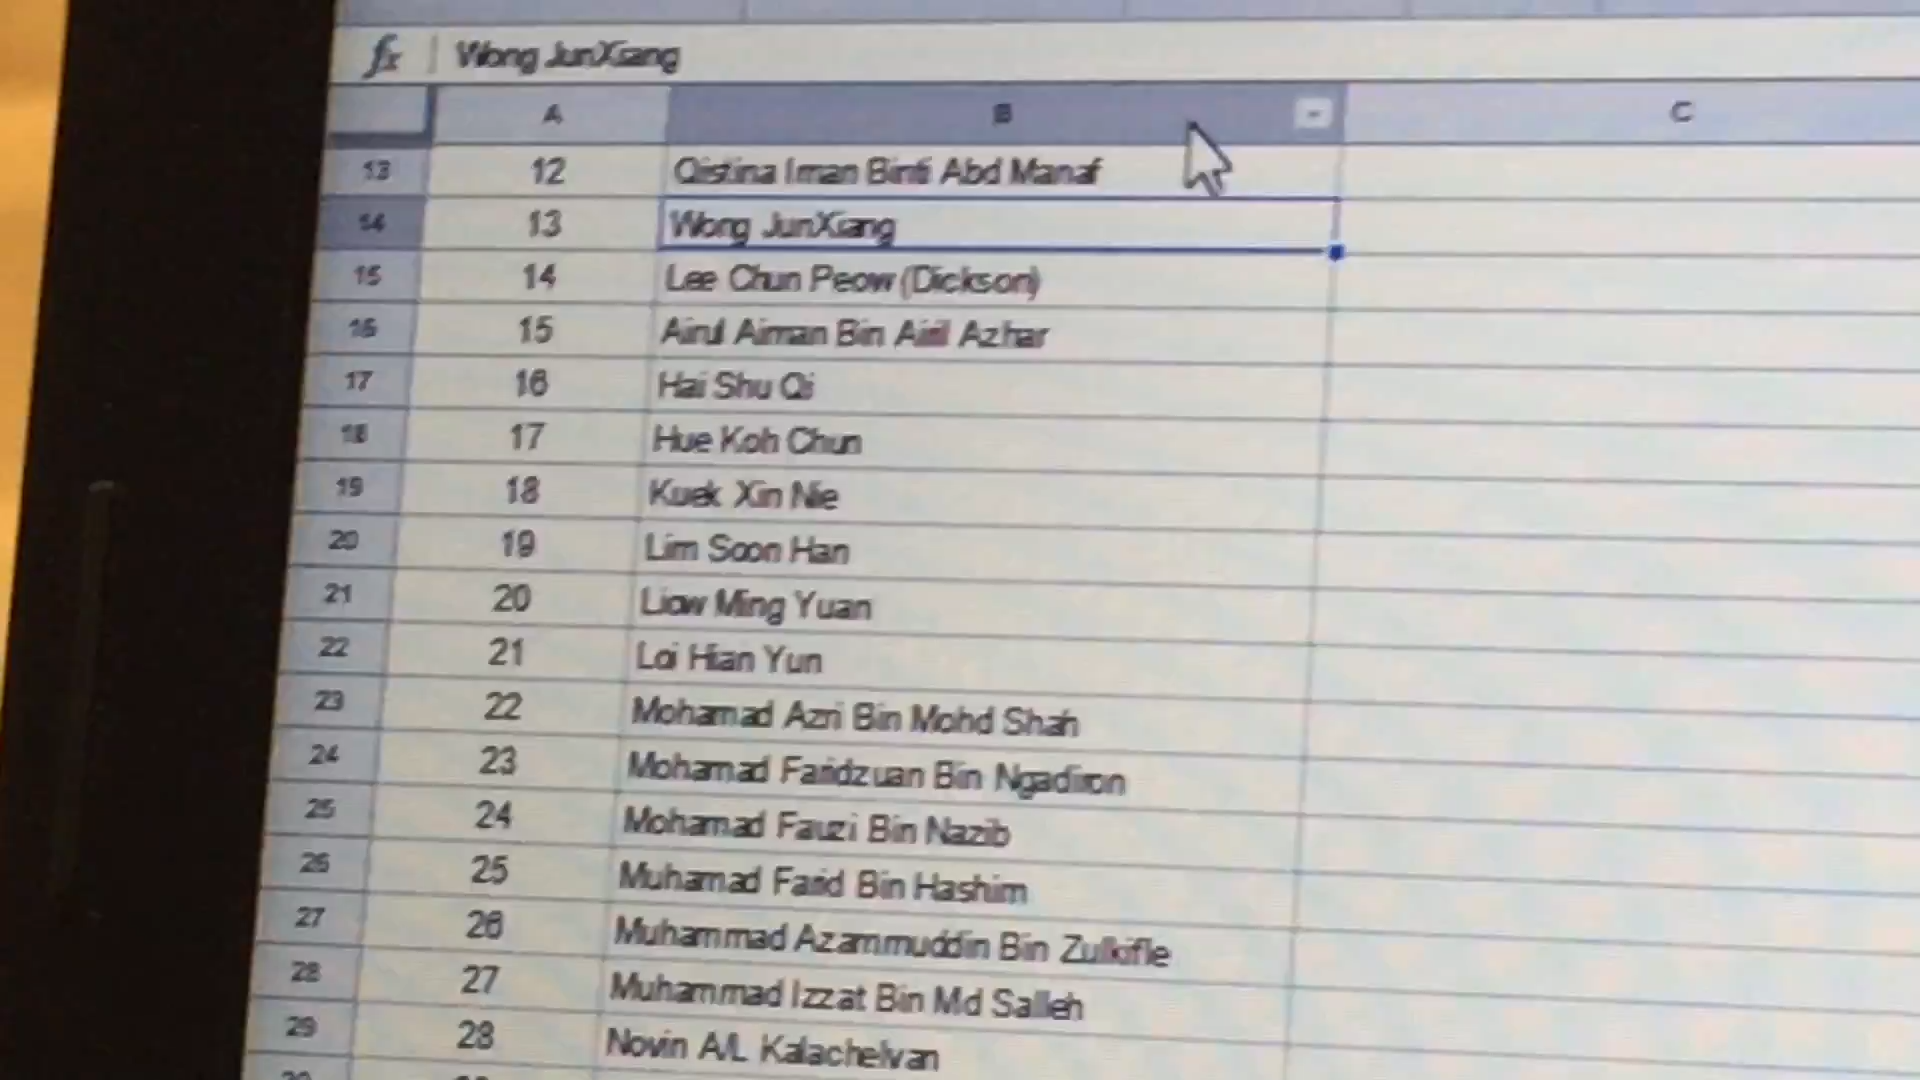 fx Wong JunXiang
A B C
13 12 Qistina Iman Binti Abd Manaf
14 13 Wong JunXiang
15 14 Lee Chun Peow (Dickson)
16 15 Airul Aiman Bin Airil Azhar
17 16 Hai Shu Qi
18 17 Hue Koh Chun
19 18 Kuek Xin Nie
20 19 Lim Soon Han
21 20 Liow Ming Yuan
22 21 Loi Hian Yun
23 22 Mohamad Azri Bin Mohd Shah
24 23 Mohamad Faridzuan Bin Ngadiron
25 24 Mohamad Fauzi Bin Nazib
26 25 Muhamad Farid Bin Hashim
27 26 Muhammad Azammuddin Bin Zulkifle
28 27 Muhammad Izzat Bin Md Salleh
29 28 Novin A/L Kalachelvan